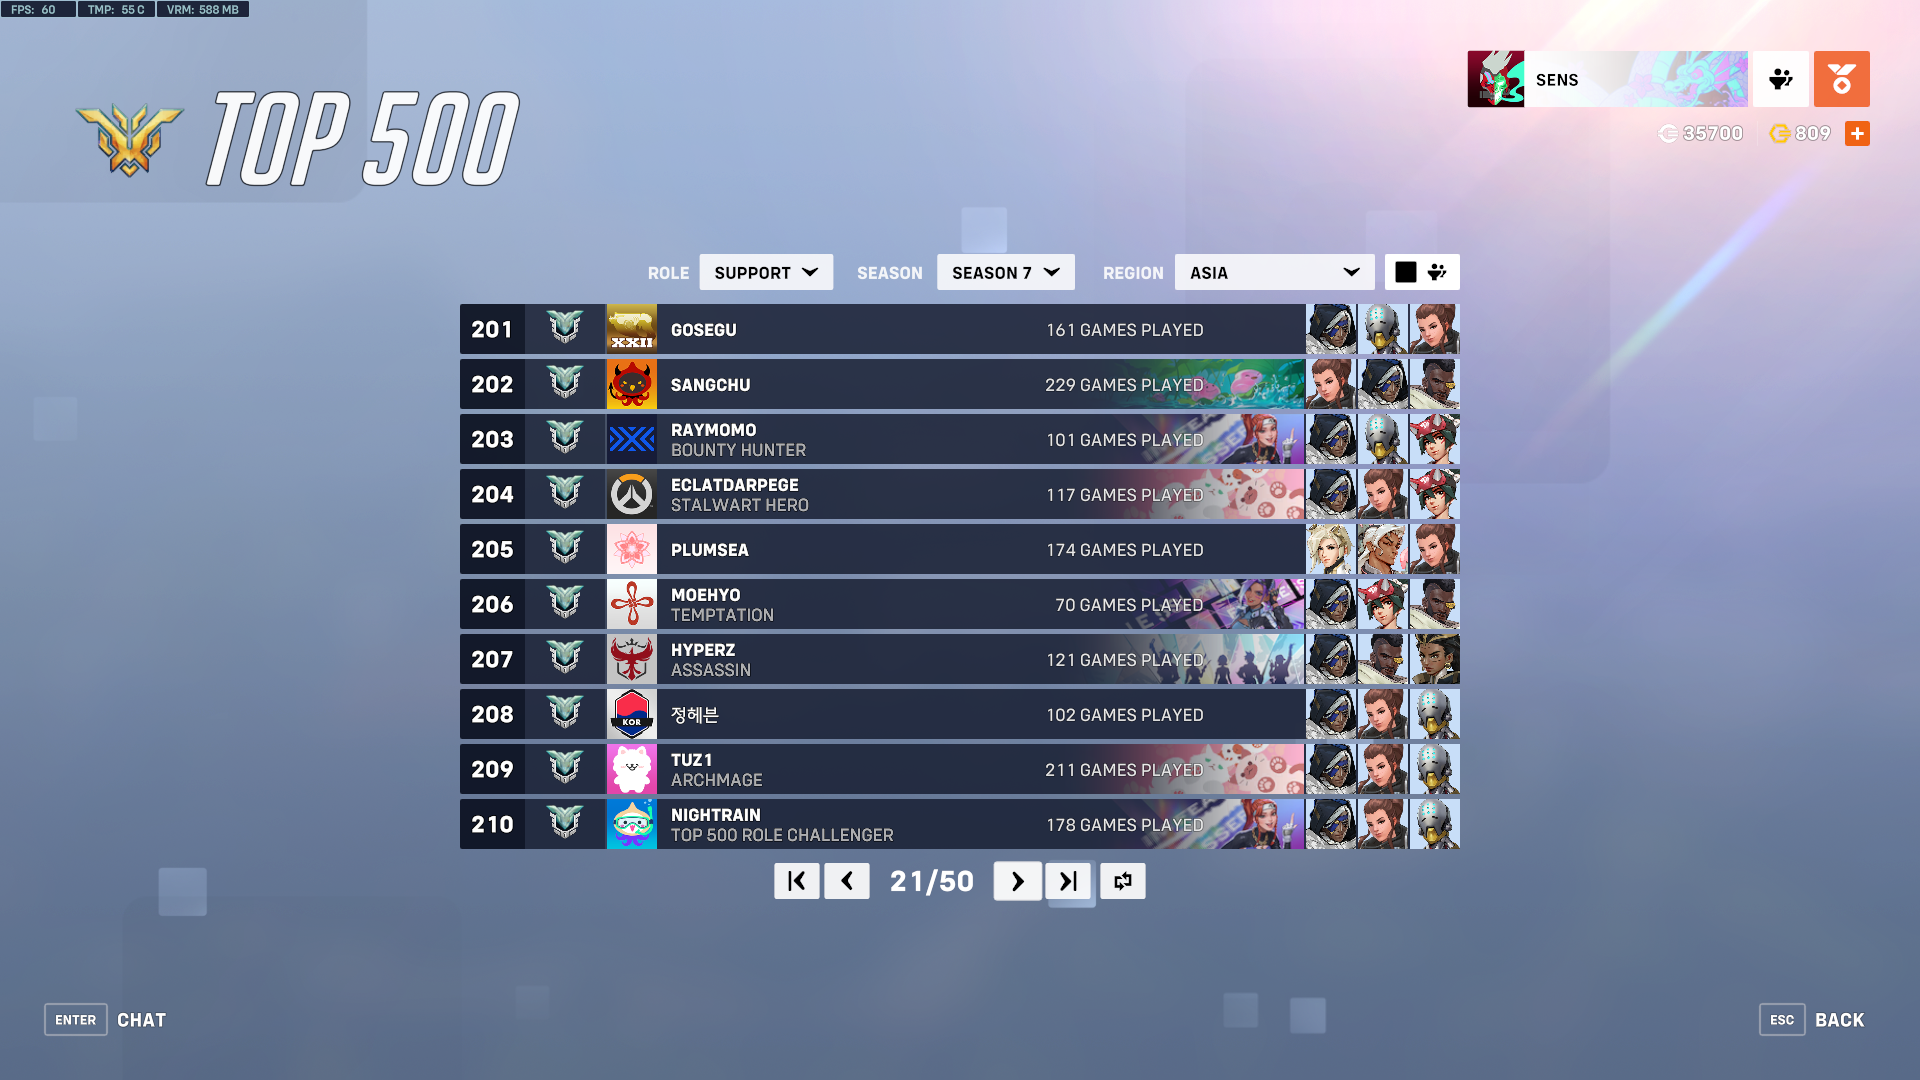 FPS: 60 TMP: 55 C VRM: 588 MB
TOP 500
SENS
35700 809
ROLE SUPPORT SEASON SEASON 7 REGION ASIA
201 XXII GOSEGU 161 GAMES PLAYED
202 SANGCHU 229 GAMES PLAYED
203 RAYMOMO 101 GAMES PLAYED
BOUNTY HUNTER
204 ECLATDARPEGE 117 GAMES PLAYED
STALWART HERO
205 PLUMSEA 174 GAMES PLAYED
206 MOEHYO 70 GAMES PLAYED
TEMPTATION
207 HYPERZ 121 GAMES PLAYED
ASSASSIN
208 KOR 정헤븐 102 GAMES PLAYED
209 TUZ1 211 GAMES PLAYED
ARCHMAGE
210 NIGHTRAIN 178 GAMES PLAYED
TOP 500 ROLE CHALLENGER
21/50
ENTER CHAT
ESC BACK